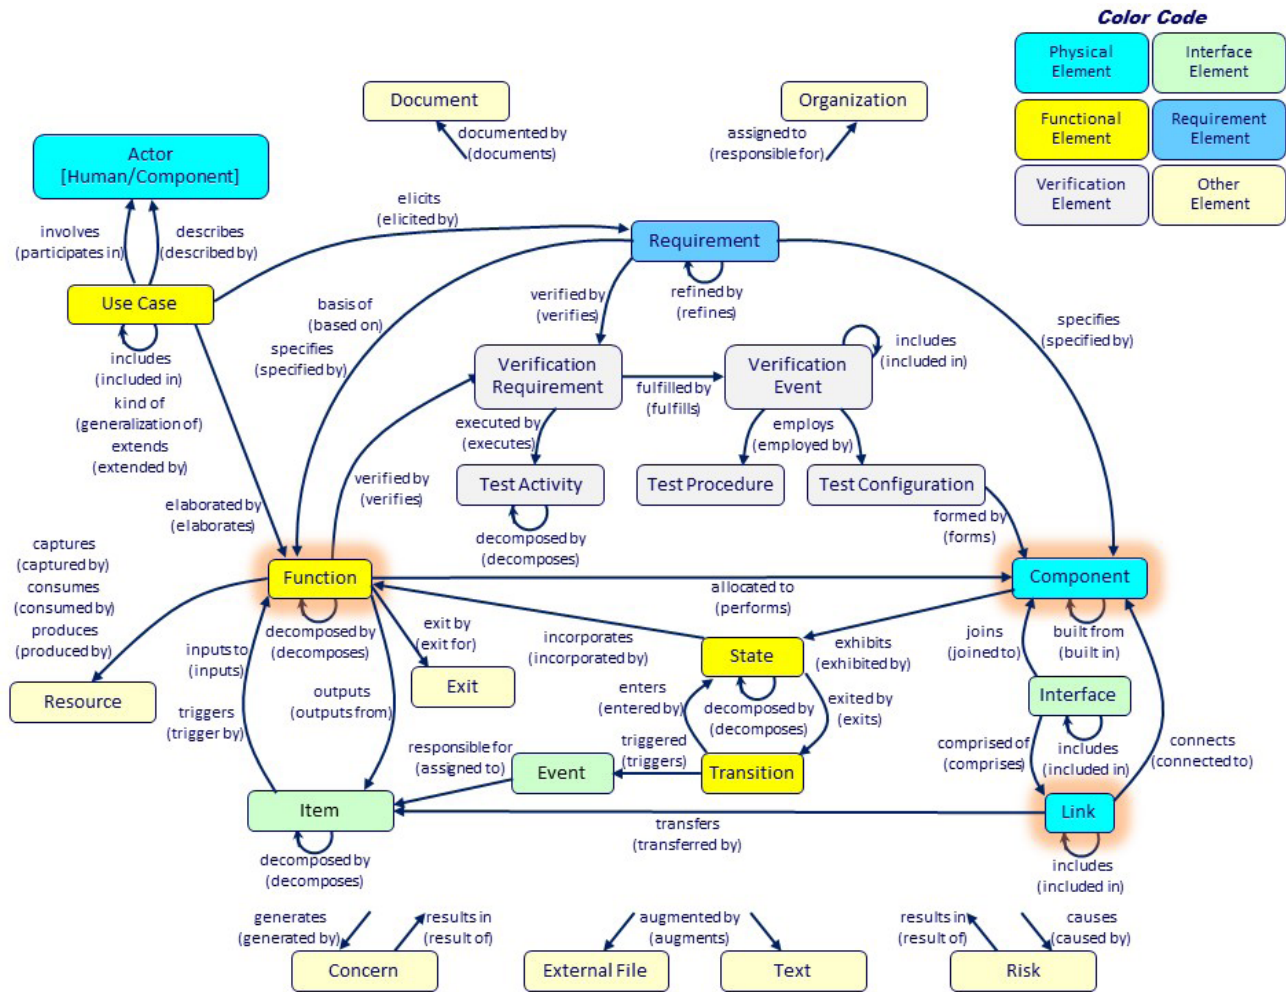 Color Code
Physical
Element
Interface
Element
Functional
Element
Requirement
Element
Verification
Element
Other
Element
Document
documented by
(documents)
Organization
assigned to
(responsible for)
Actor
[Human/Component]
involves
(participates in)
describes
(described by)
elicits
(elicited by)
Requirement
refined by
(refines)
Use Case
includes
(included in)
kind of
(generalization of)
extends
(extended by)
basis of
(based on)
specifies
(specified by)
verified by
(verifies)
specifies
(specified by)
Verification
Requirement
fulfilled by
(fulfills)
Verification
Event
includes
(included in)
executed by
(executes)
employs
(employed by)
elaborated by
(elaborates)
verified by
(verifies)
Test Activity
decomposed by
(decomposes)
Test Procedure
Test Configuration
formed by
(forms)
captures
(captured by)
consumes
(consumed by)
produces
(produced by)
Function
decomposed by
(decomposes)
allocated to
(performs)
Component
built from
(built in)
joins
(joined to)
exit by
(exit for)
incorporates
(incorporated by)
exhibits
(exhibited by)
inputs to
(inputs)
Resource
outputs
(outputs from)
Exit
State
decomposed by
(decomposes)
enters
(entered by)
exited by
(exits)
Interface
includes
(included in)
triggers
(trigger by)
responsible for
(assigned to)
triggered
(triggers)
comprised of
(comprises)
connects
(connected to)
Event
Transition
Item
decomposed by
(decomposes)
transfers
(transferred by)
Link
includes
(included in)
generates
(generated by)
results in
(result of)
augmented by
(augments)
results in
(result of)
causes
(caused by)
Concern
External File
Text
Risk